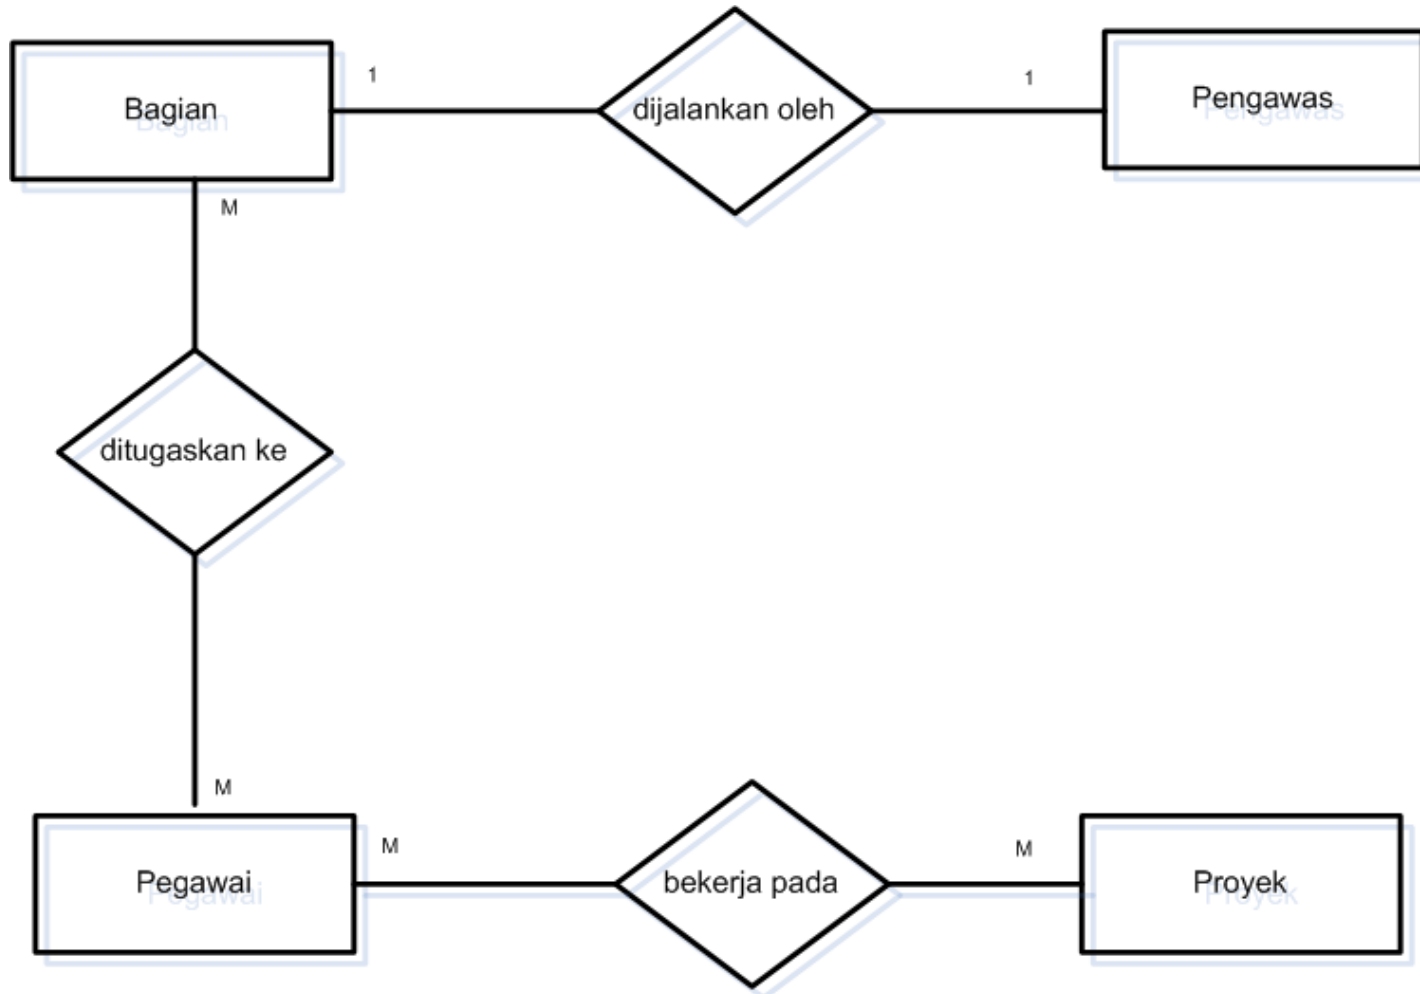 Bagian
1
dijalankan oleh
1
Pengawas
M
ditugaskan ke
M
Pegawai
M
bekerja pada
M
Proyek